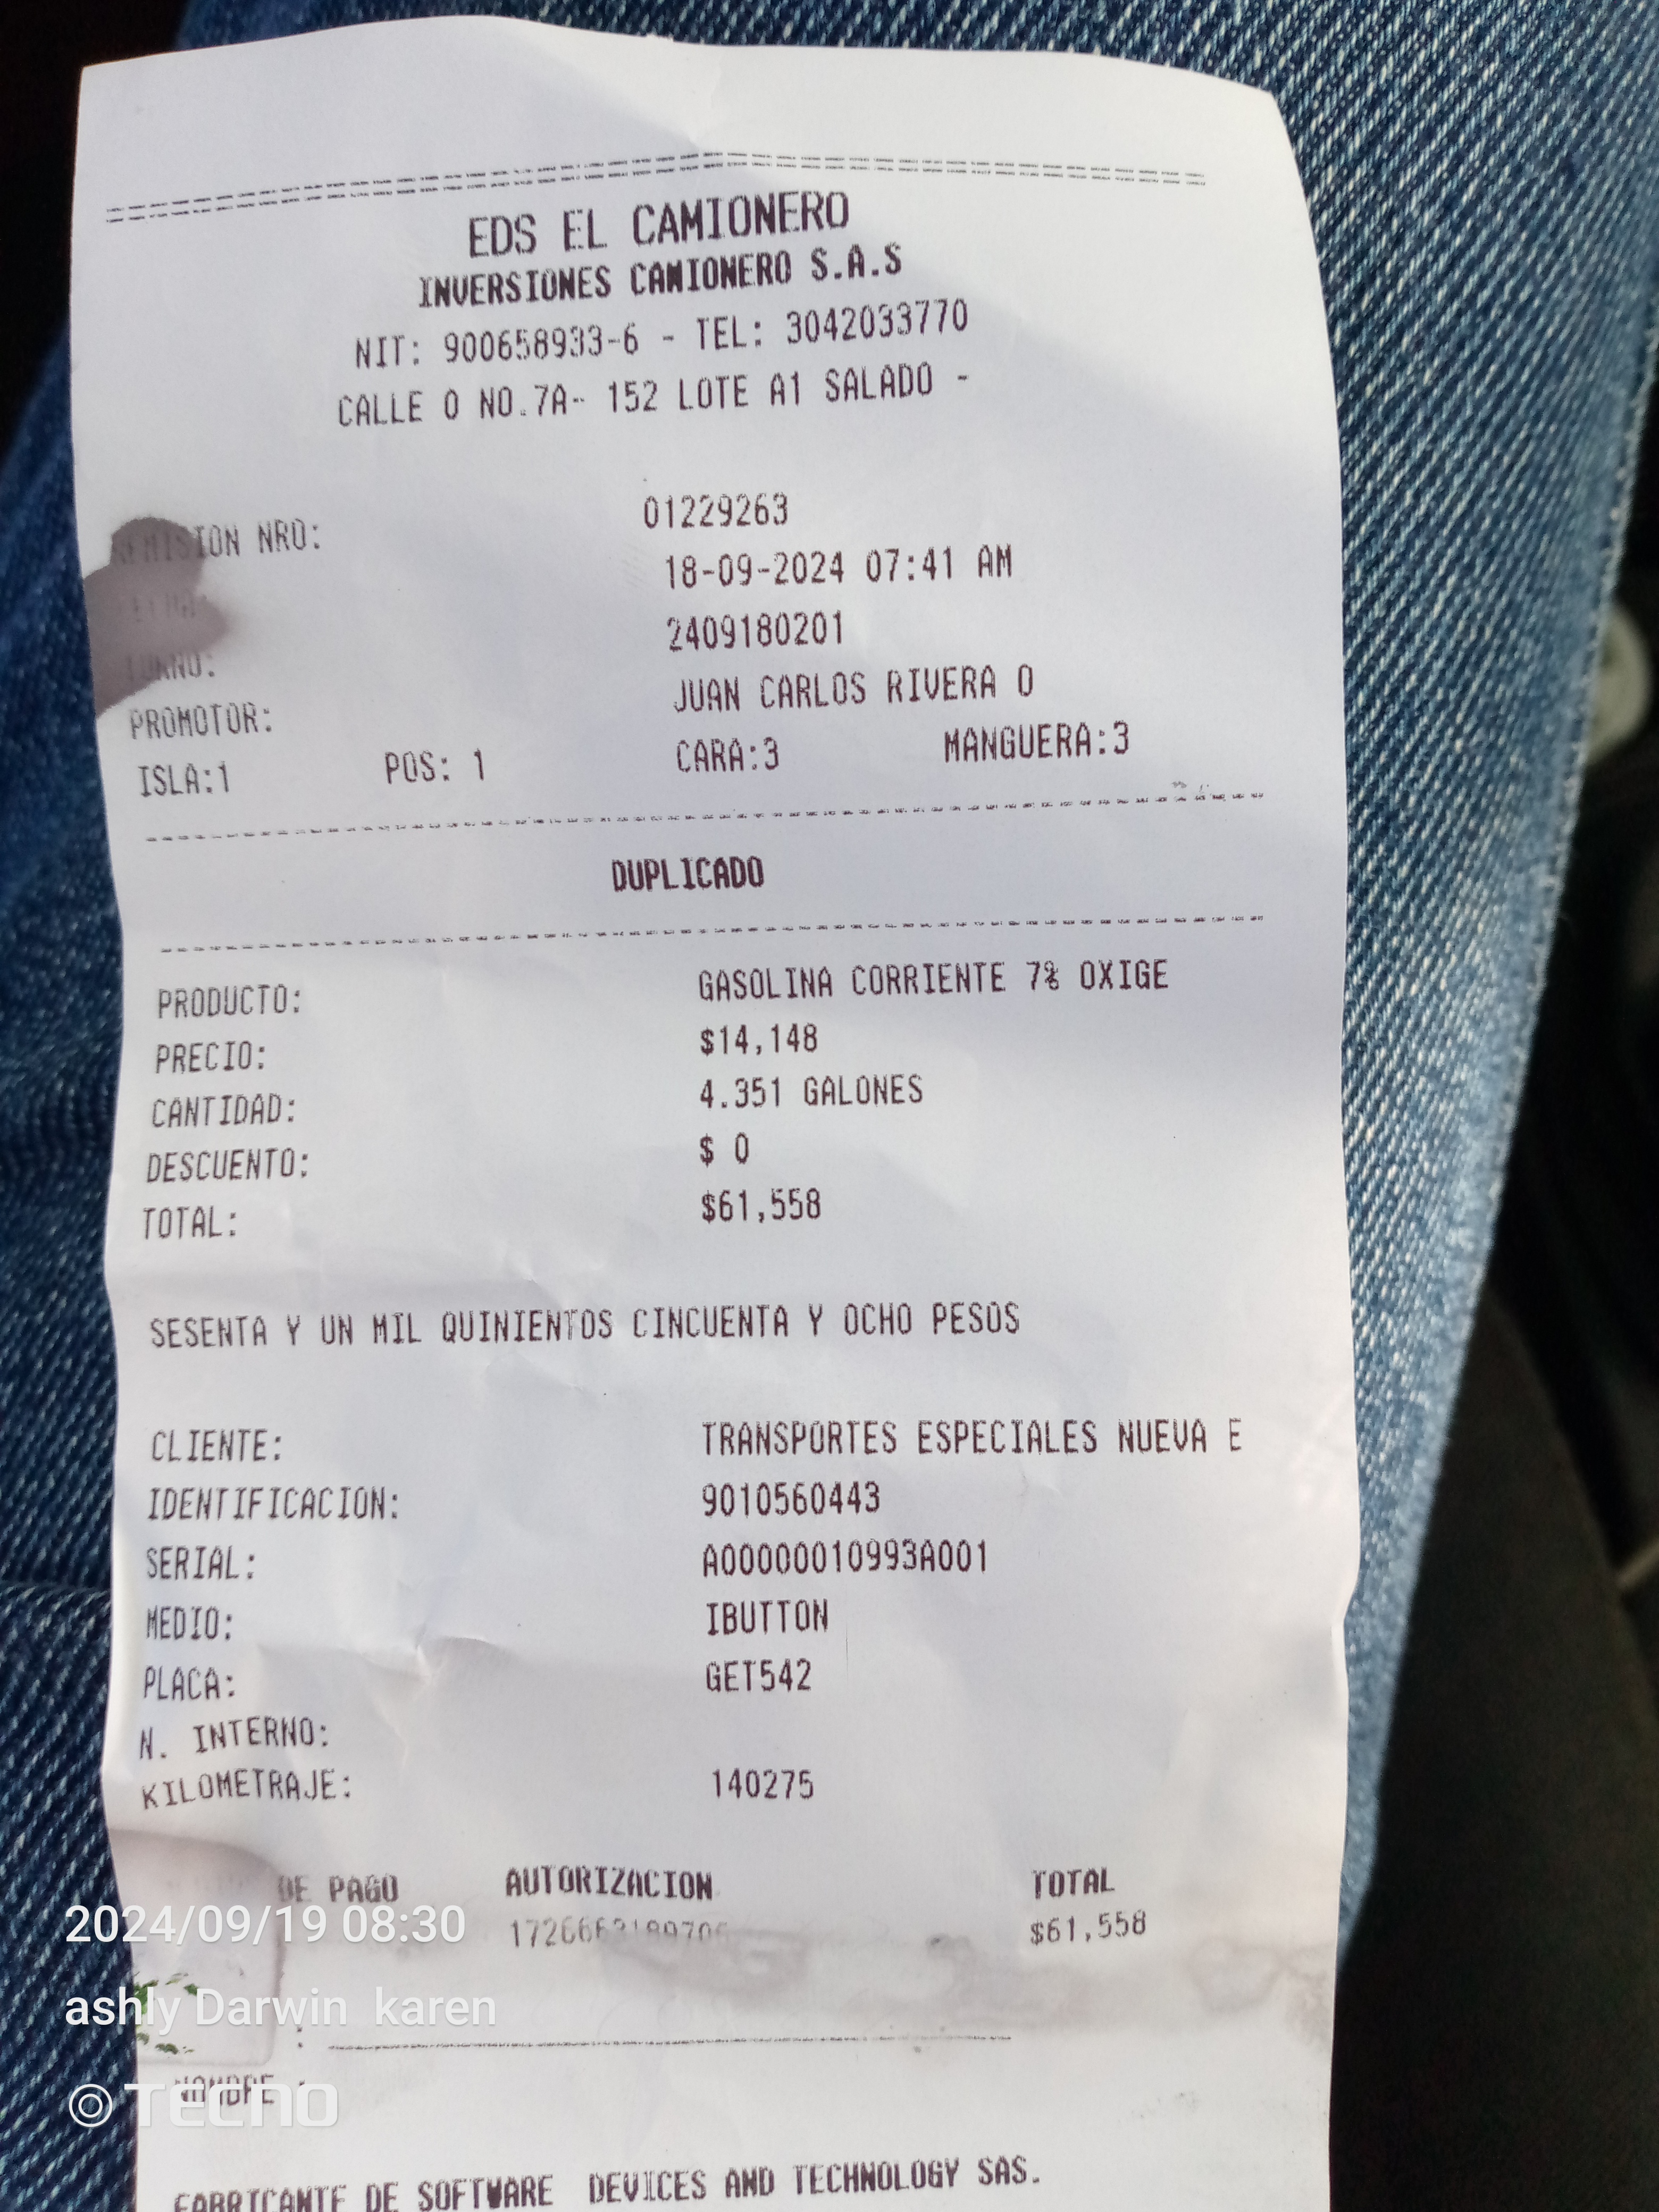 EDS EL CAMIONERO
INVERSIONES CAMIONERO S.A.S
NIT: 900658933-6 - TEL: 3042033770
CALLE 0 NO.7A- 152 LOTE A1 SALADO -
NRO: 01229263
18-09-2024 07:41 AM
2409180201
PROMOTOR: JUAN CARLOS RIVERA O
ISLA:1 POS: 1 CARA:3 MANGUERA:3
DUPLICADO
PRODUCTO: GASOLINA CORRIENTE 7% OXIGE
PRECIO: $14,148
CANTIDAD: 4.351 GALONES
DESCUENTO: $ 0
TOTAL: $61,558
SESENTA Y UN MIL QUINIENTOS CINCUENTA Y OCHO PESOS
CLIENTE: TRANSPORTES ESPECIALES NUEVA E
IDENTIFICACION: 9010560443
SERIAL: A00000010993A001
MEDIO: IBUTTON
PLACA: GET542
N. INTERNO:
KILOMETRAJE: 140275
DE PAGO AUTORIZACION TOTAL
$61,558
2024/09/19 08:30
ashly Darwin karen
NOMBRE :
TECNO
FABRICANTE DE SOFTWARE DEVICES AND TECHNOLOGY SAS.